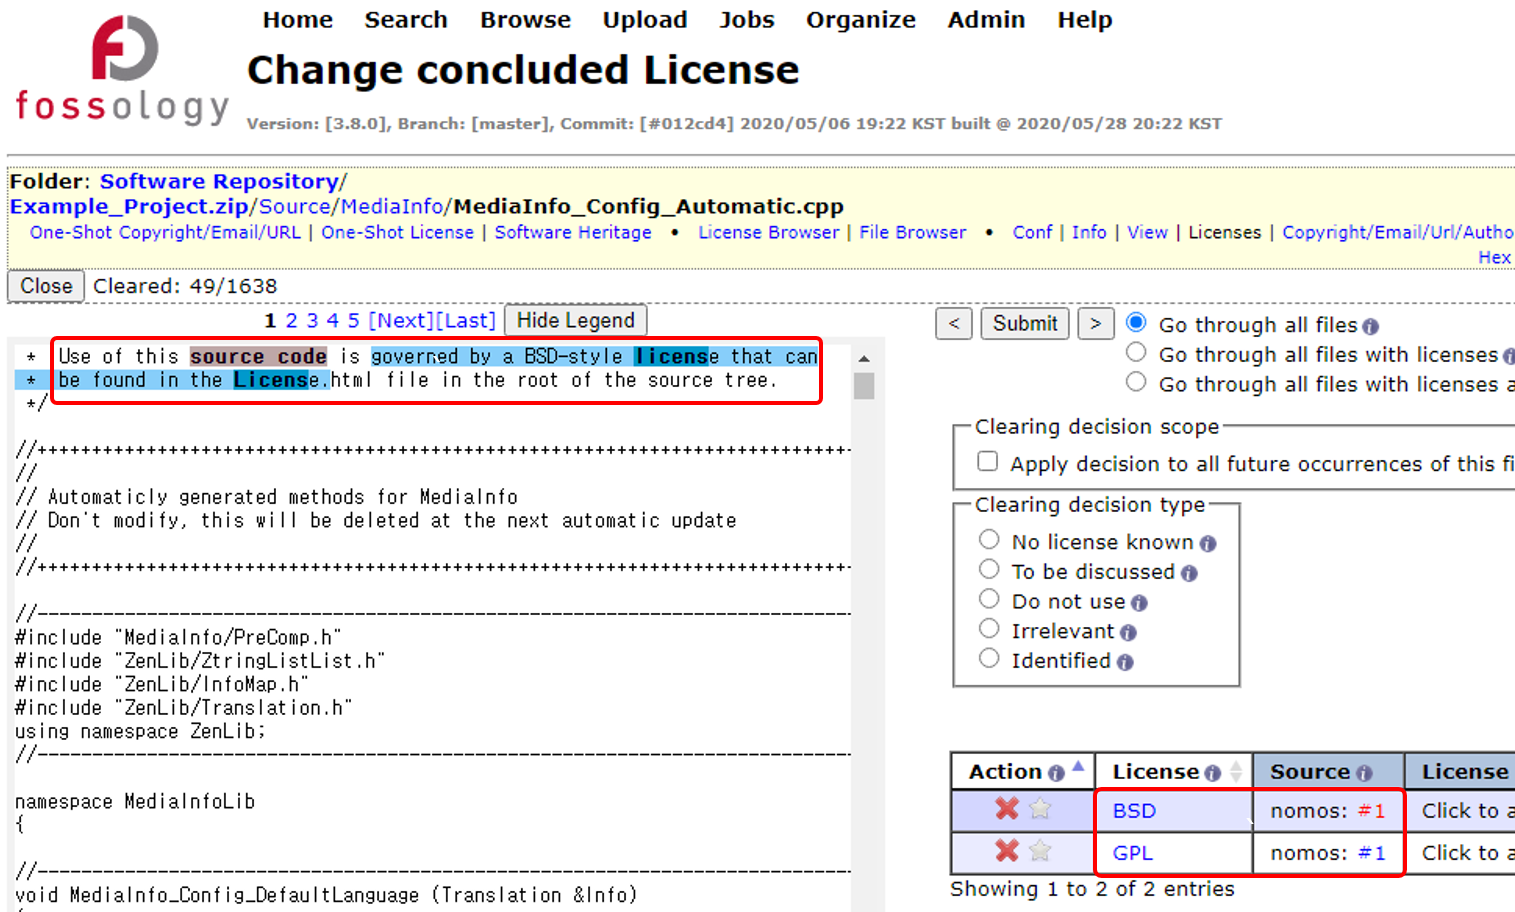 Home Search Browse Upload Jobs Organize Admin Help
fossology
Change concluded License
Version: [3.8.0], Branch: [master], Commit: [#012cd4] 2020/05/06 19:22 KST built @ 2020/05/28 20:22 KST
Folder: Software Repository/
Example_Project.zip/Source/MediaInfo/MediaInfo_Config_Automatic.cpp
One-Shot Copyright/Email/URL | One-Shot License | Software Heritage • License Browser | File Browser • Conf | Info | View | Licenses | Copyright/Email/Url/Autho
Hex
Close Cleared: 49/1638
1 2 3 4 5 [Next][Last] Hide Legend
* Use of this source code is governed by a BSD-style license that can
* be found in the License.html file in the root of the source tree.
*/
//++++++++++++++++++++++++++++++++++++++++++++++++++++++++++++++++++++++++++-
//
// Automaticly generated methods for MediaInfo
// Don't modify, this will be deleted at the next automatic update
//
//++++++++++++++++++++++++++++++++++++++++++++++++++++++++++++++++++++++++++-
//---------------------------------------------------------------------------
#include "MediaInfo/PreComp.h"
#include "ZenLib/ZtringListList.h"
#include "ZenLib/InfoMap.h"
#include "ZenLib/Translation.h"
using namespace ZenLib;
//---------------------------------------------------------------------------
namespace MediaInfoLib
{
//---------------------------------------------------------------------------
void MediaInfo_Config_DefaultLanguage (Translation &Info)
< Submit > Go through all files
Go through all files with licenses
Go through all files with licenses a
Clearing decision scope
Apply decision to all future occurrences of this fi
Clearing decision type
No license known
To be discussed
Do not use
Irrelevant
Identified
Action License Source License
BSD nomos: #1 Click to a
GPL nomos: #1 Click to a
Showing 1 to 2 of 2 entries